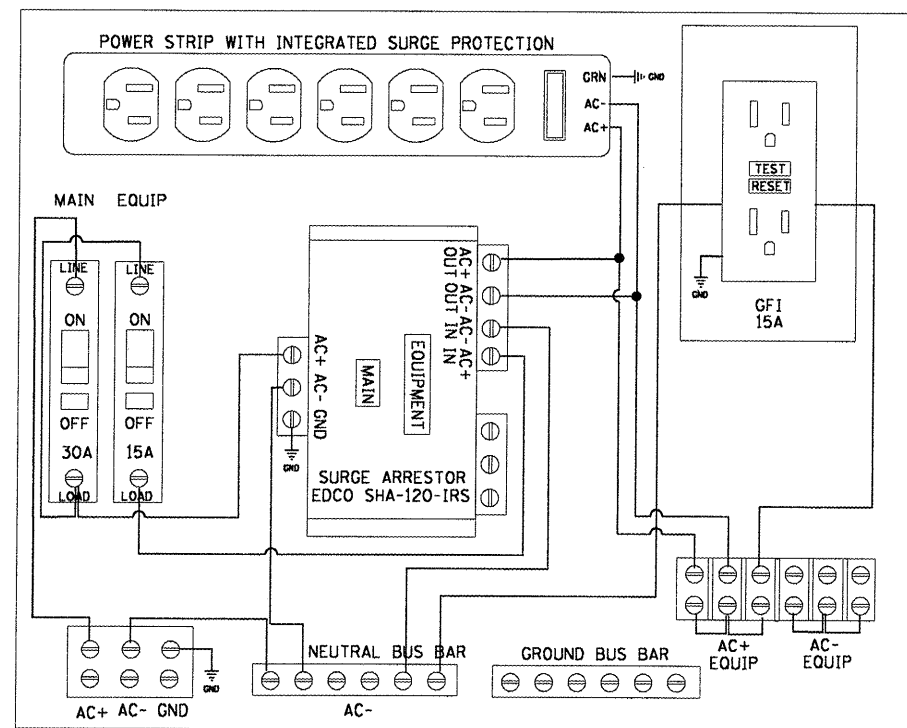 POWER STRIP WITH INTEGRATED SURGE PROTECTION
GRN
GND
AC-
AC+
TEST
RESET
GND
GFI
15A
MAIN EQUIP
LINE LINE
ON ON
OFF OFF
30A 15A
LOAD LOAD
AC+ AC- GND
GND
MAIN
EQUIPMENT
AC+ AC- AC- AC+
OUT OUT IN IN
SURGE ARRESTOR
EDCO SHA-120-IRS
AC+ EQUIP
AC- EQUIP
NEUTRAL BUS BAR
GROUND BUS BAR
GND
AC+ AC- GND
AC-